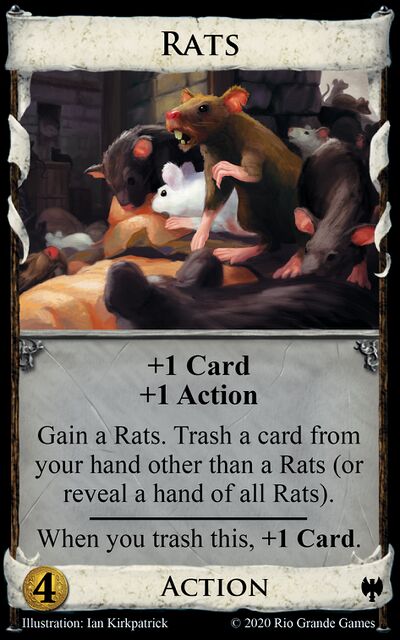 RATS
+1 Card
+1 Action
Gain a Rats. Trash a card from
your hand other than a Rats (or
reveal a hand of all Rats).
When you trash this, +1 Card.
4 ACTION
Illustration: Ian Kirkpatrick © 2020 Rio Grande Games